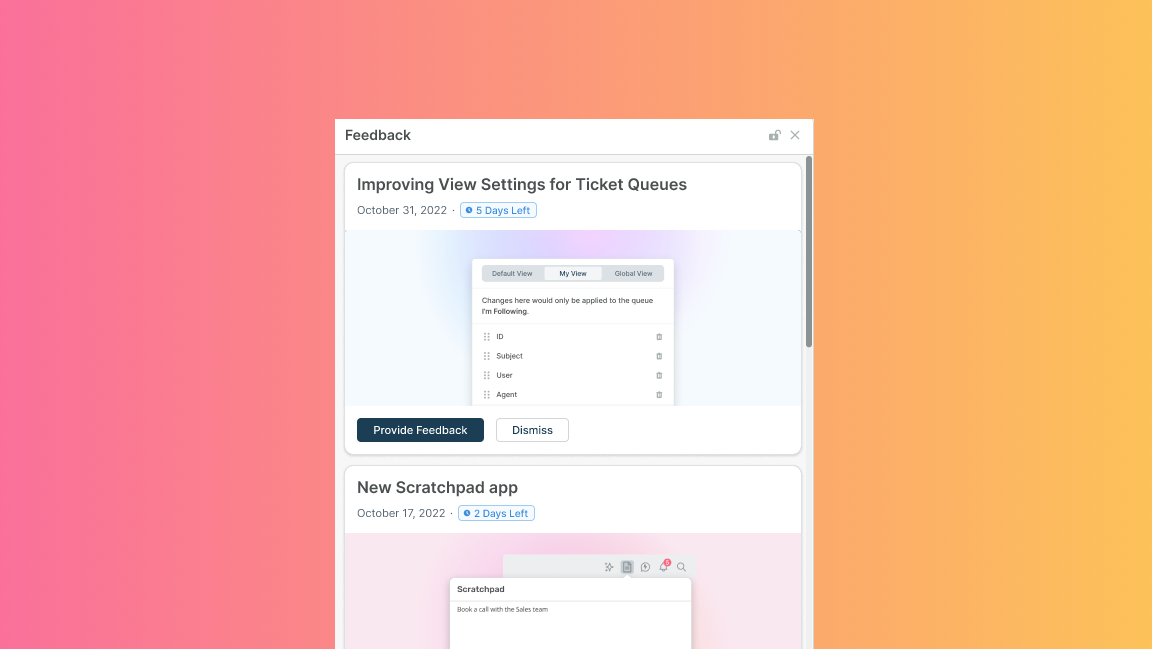 Feedback
Improving View Settings for Ticket Queues
October 31, 2022 · 5 Days Left
Default View My View Global View
Changes here would only be applied to the queue
I'm Following.
ID
Subject
User
Agent
Provide Feedback Dismiss
New Scratchpad app
October 17, 2022 · 2 Days Left
5
Scratchpad
Book a call with the Sales team